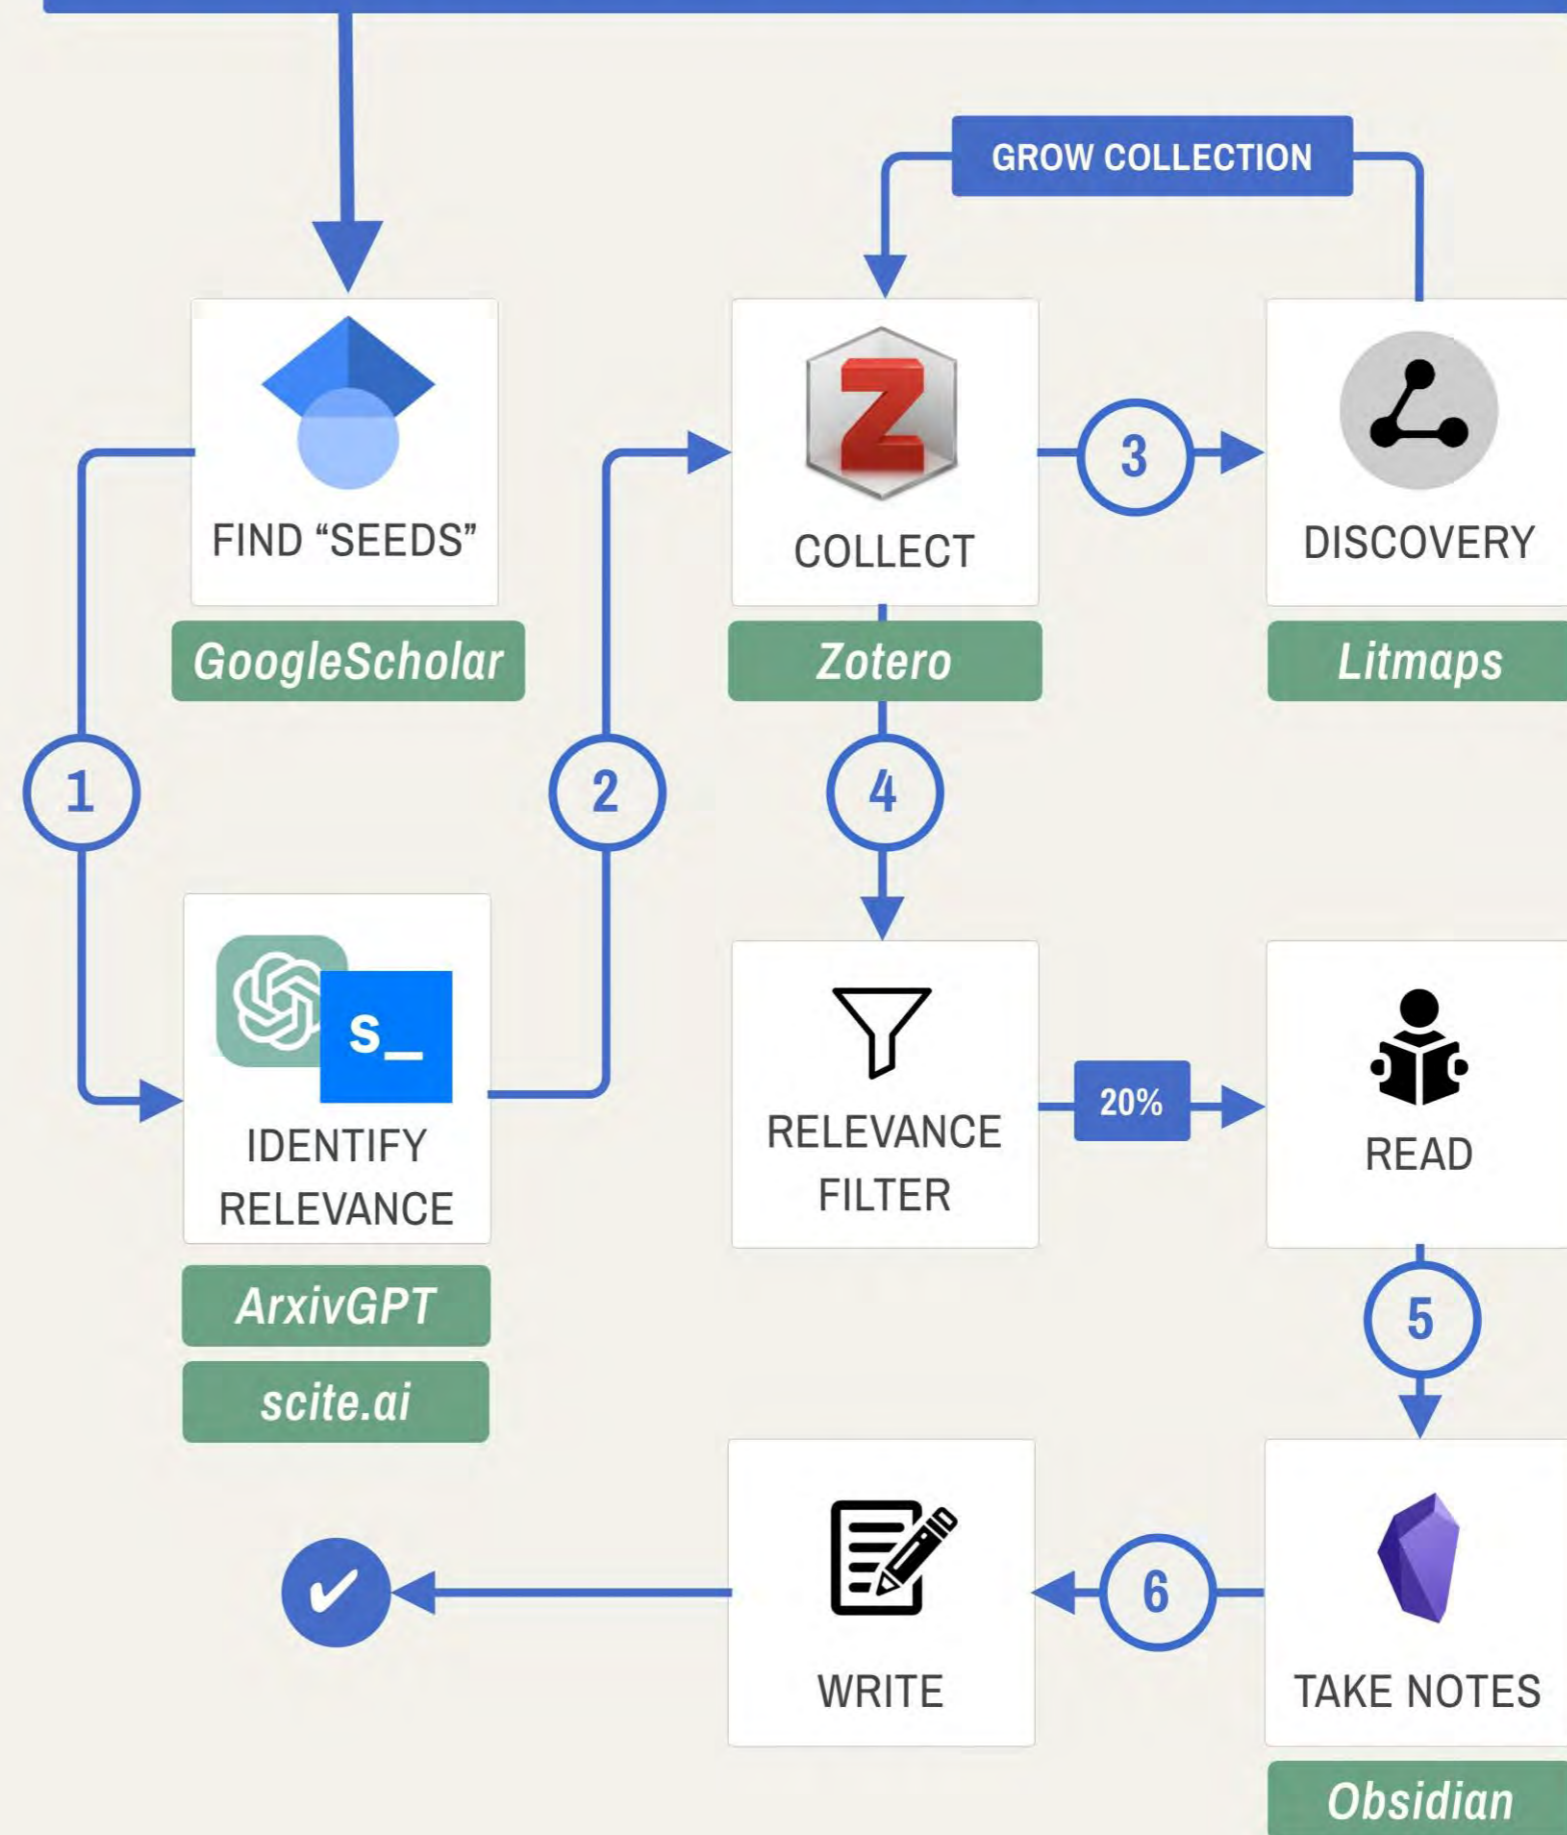 GROW COLLECTION
FIND “SEEDS”
GoogleScholar
COLLECT
Zotero
3
DISCOVERY
Litmaps
1
2
4
s_
IDENTIFY
RELEVANCE
ArxivGPT
scite.ai
RELEVANCE
FILTER
20%
READ
5
WRITE
6
TAKE NOTES
Obsidian